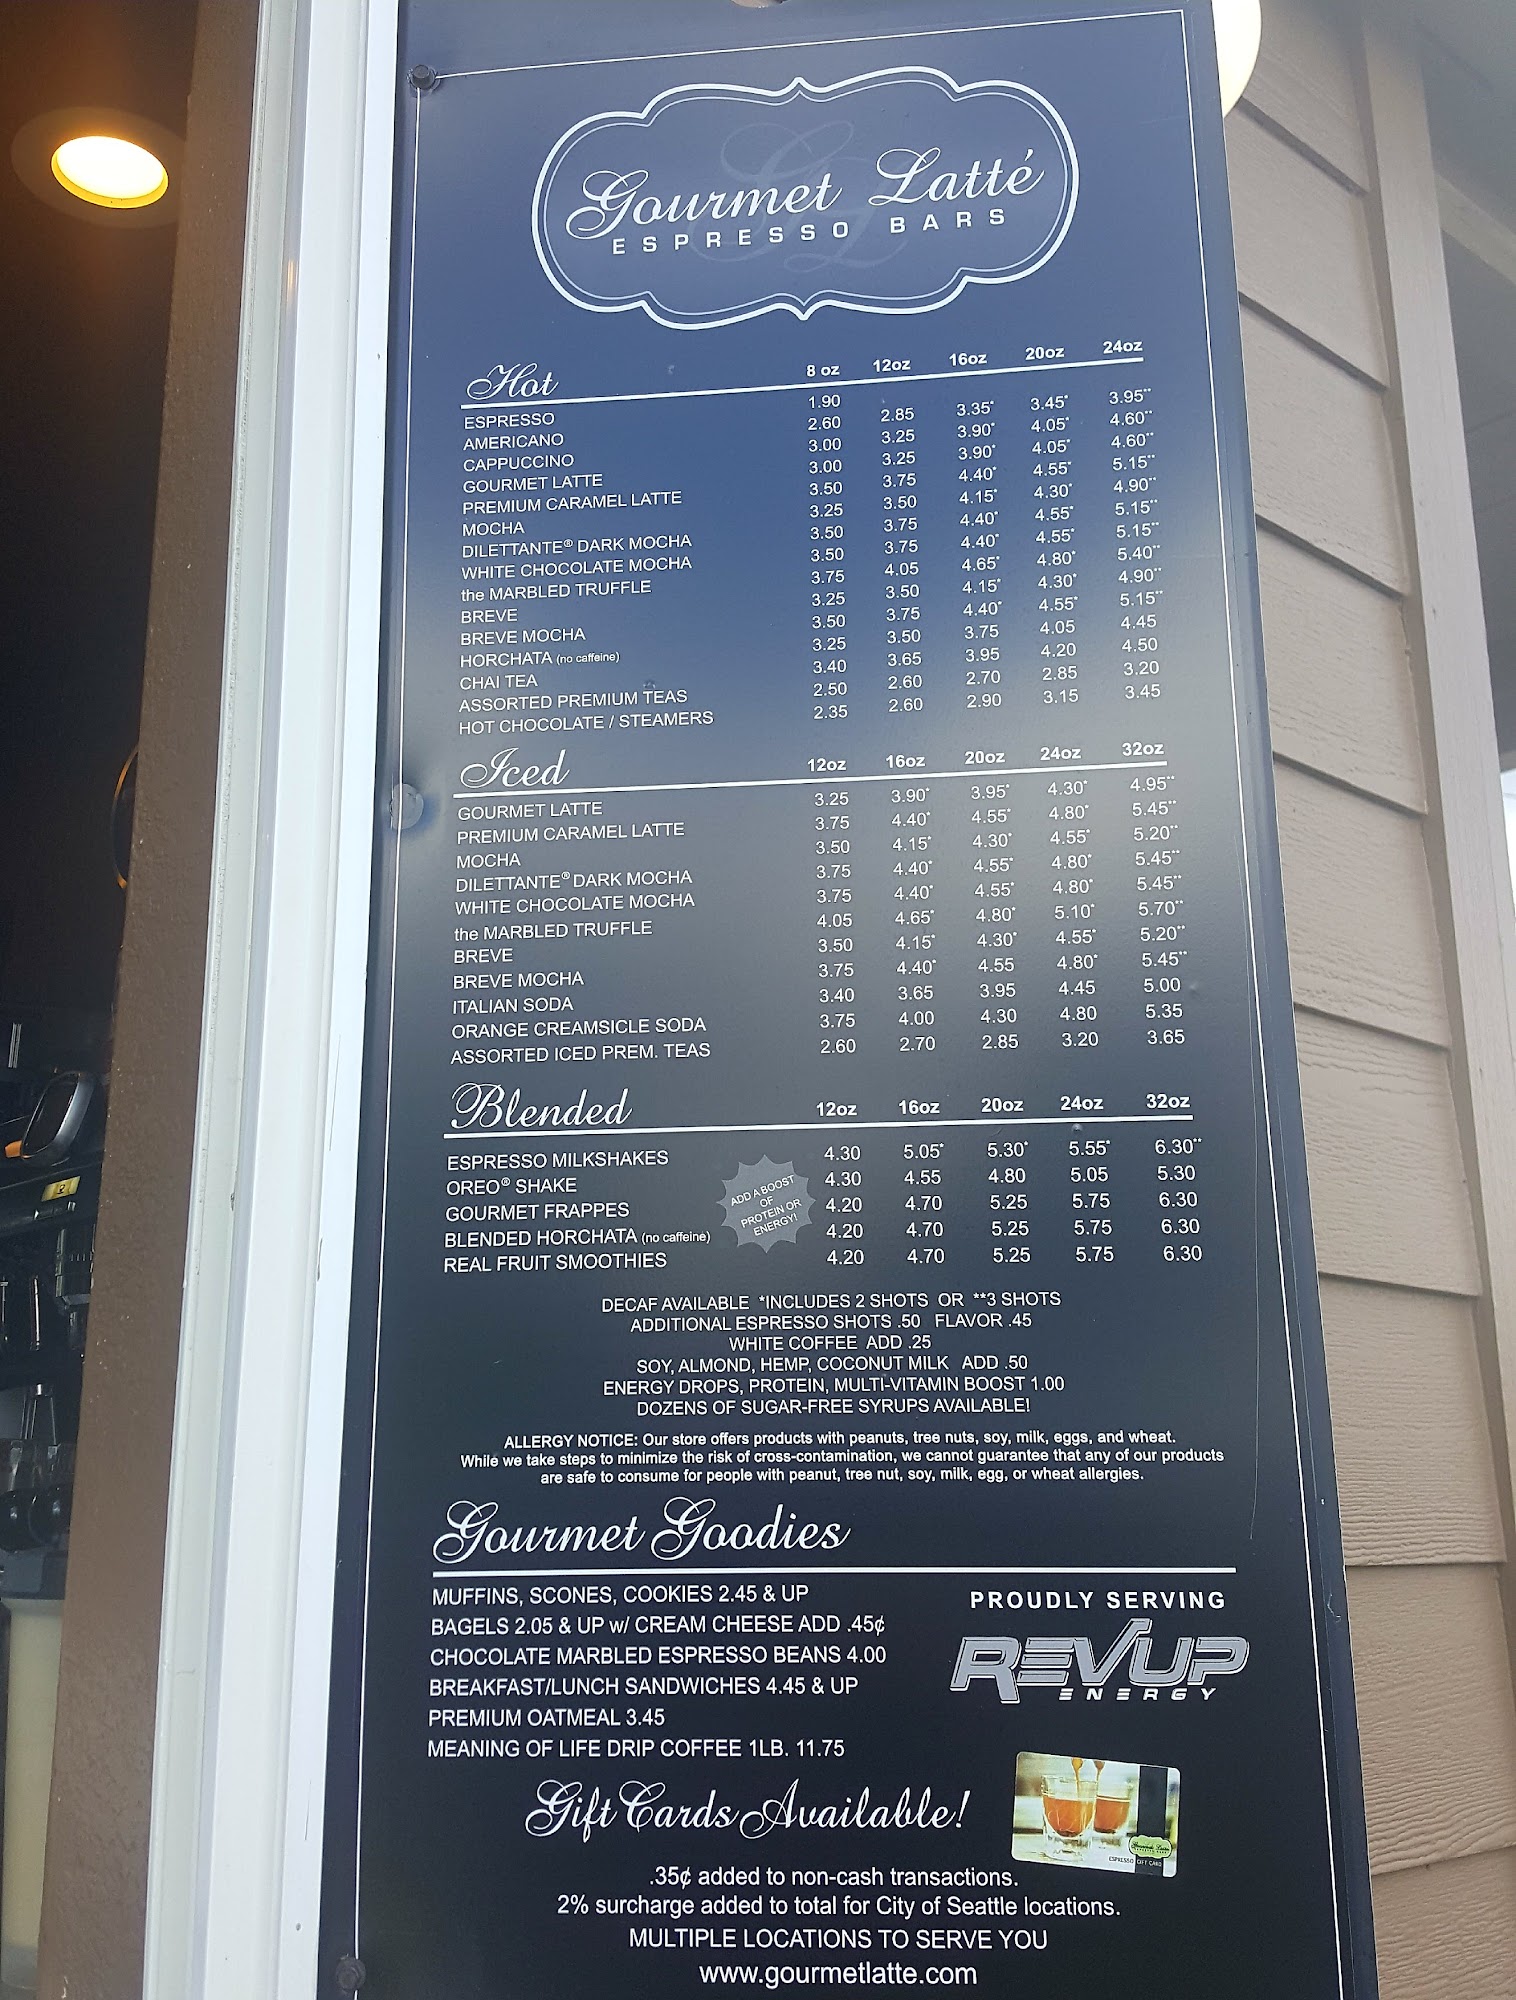 Gourmet Latté
ESPRESSO BARS
Hot 8 oz 12oz 16oz 20oz 24oz
ESPRESSO 1.90
AMERICANO 2.60 2.85 3.35* 3.45* 3.95**
CAPPUCCINO 3.00 3.25 3.90* 4.05* 4.60**
GOURMET LATTE 3.00 3.25 3.90* 4.05* 4.60**
PREMIUM CARAMEL LATTE 3.50 3.75 4.40* 4.55* 5.15**
MOCHA 3.25 3.50 4.15* 4.30* 4.90**
DILETTANTE® DARK MOCHA 3.50 3.75 4.40* 4.55* 5.15**
WHITE CHOCOLATE MOCHA 3.50 3.75 4.40* 4.55* 5.15**
the MARBLED TRUFFLE 3.75 4.05 4.65* 4.80* 5.40**
BREVE 3.25 3.50 4.15* 4.30* 4.90**
BREVE MOCHA 3.50 3.75 4.40* 4.55* 5.15**
HORCHATA (no caffeine) 3.25 3.50 3.75 4.05 4.45
CHAI TEA 3.40 3.65 3.95 4.20 4.50
ASSORTED PREMIUM TEAS 2.50 2.60 2.70 2.85 3.20
HOT CHOCOLATE / STEAMERS 2.35 2.60 2.90 3.15 3.45
Iced 12oz 16oz 20oz 24oz 32oz
GOURMET LATTE 3.25 3.90* 3.95* 4.30* 4.95**
PREMIUM CARAMEL LATTE 3.75 4.40* 4.55* 4.80* 5.45**
MOCHA 3.50 4.15* 4.30* 4.55* 5.20**
DILETTANTE® DARK MOCHA 3.75 4.40* 4.55* 4.80* 5.45**
WHITE CHOCOLATE MOCHA 3.75 4.40* 4.55* 4.80* 5.45**
the MARBLED TRUFFLE 4.05 4.65* 4.80* 5.10* 5.70**
BREVE 3.50 4.15* 4.30* 4.55* 5.20**
BREVE MOCHA 3.75 4.40* 4.55 4.80* 5.45**
ITALIAN SODA 3.40 3.65 3.95 4.45 5.00
ORANGE CREAMSICLE SODA 3.75 4.00 4.30 4.80 5.35
ASSORTED ICED PREM. TEAS 2.60 2.70 2.85 3.20 3.65
Blended 12oz 16oz 20oz 24oz 32oz
ESPRESSO MILKSHAKES 4.30 5.05* 5.30* 5.55* 6.30**
OREO® SHAKE 4.30 4.55 4.80 5.05 5.30
GOURMET FRAPPES 4.20 4.70 5.25 5.75 6.30
BLENDED HORCHATA (no caffeine) 4.20 4.70 5.25 5.75 6.30
REAL FRUIT SMOOTHIES 4.20 4.70 5.25 5.75 6.30
ADD A BOOST
OF
PROTEIN OR
ENERGY!
DECAF AVAILABLE *INCLUDES 2 SHOTS OR **3 SHOTS
ADDITIONAL ESPRESSO SHOTS .50 FLAVOR .45
WHITE COFFEE ADD .25
SOY, ALMOND, HEMP, COCONUT MILK ADD .50
ENERGY DROPS, PROTEIN, MULTI-VITAMIN BOOST 1.00
DOZENS OF SUGAR-FREE SYRUPS AVAILABLE!
ALLERGY NOTICE: Our store offers products with peanuts, tree nuts, soy, milk, eggs, and wheat.
While we take steps to minimize the risk of cross-contamination, we cannot guarantee that any of our products
are safe to consume for people with peanut, tree nut, soy, milk, egg, or wheat allergies.
Gourmet Goodies
MUFFINS, SCONES, COOKIES 2.45 & UP
BAGELS 2.05 & UP w/ CREAM CHEESE ADD .45¢
CHOCOLATE MARBLED ESPRESSO BEANS 4.00
BREAKFAST/LUNCH SANDWICHES 4.45 & UP
PREMIUM OATMEAL 3.45
MEANING OF LIFE DRIP COFFEE 1LB. 11.75
PROUDLY SERVING
REVUP
ENERGY
Gift Cards Available!
ESPRESSO GIFT CARD
.35¢ added to non-cash transactions.
2% surcharge added to total for City of Seattle locations.
MULTIPLE LOCATIONS TO SERVE YOU
www.gourmetlatte.com